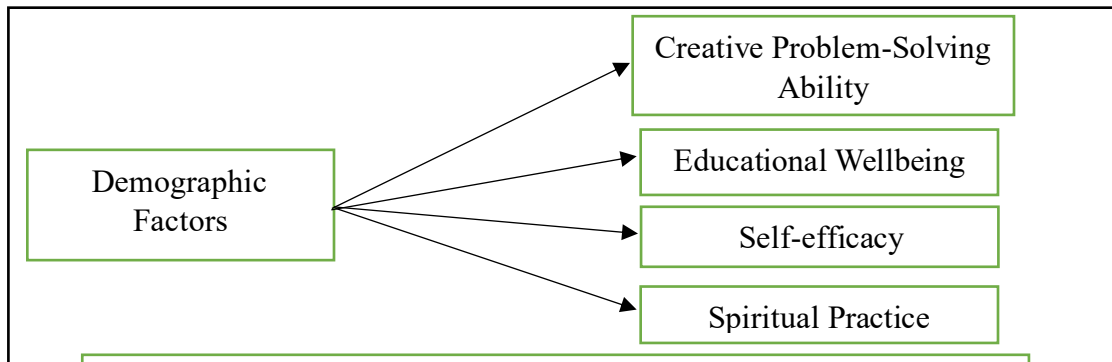 Creative Problem-Solving
Ability
Educational Wellbeing
Demographic
Factors
Self-efficacy
Spiritual Practice